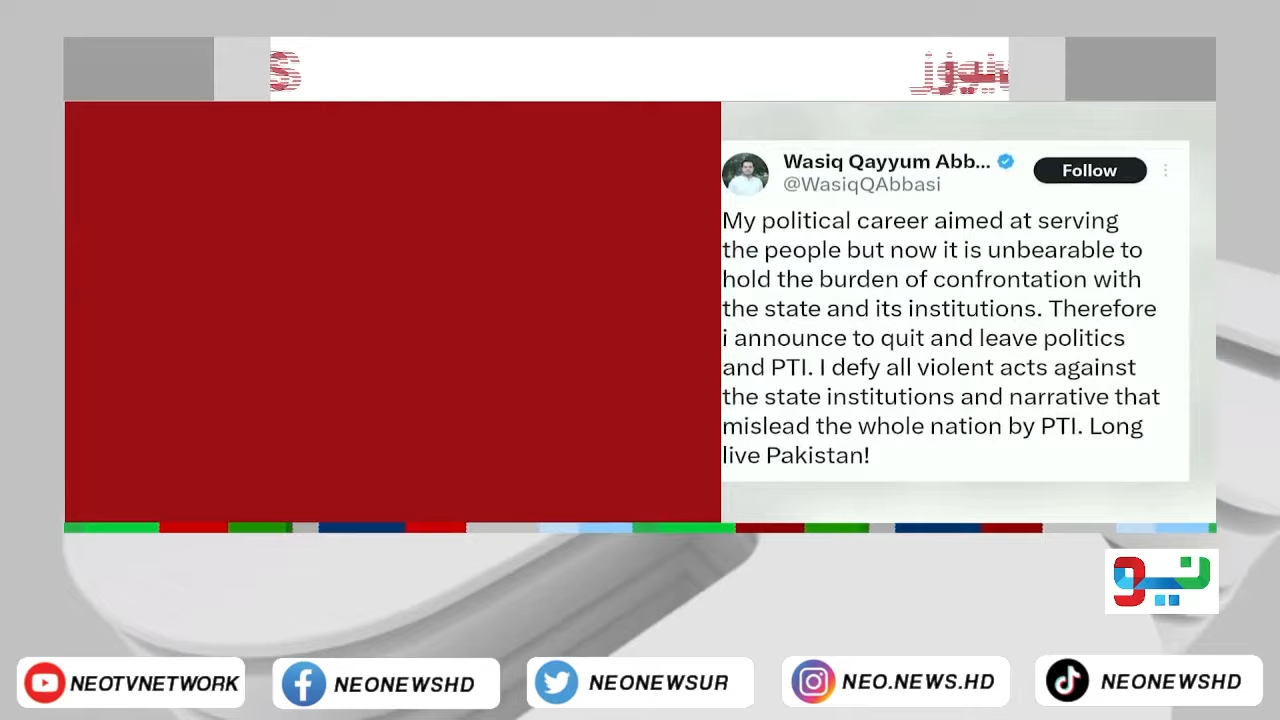 Wasiq Qayyum Abb...
Follow
@WasiqQAbbasi
My political career aimed at serving
the people but now it is unbearable to
hold the burden of confrontation with
the state and its institutions. Therefore
i announce to quit and leave politics
and PTI. I defy all violent acts against
the state institutions and narrative that
mislead the whole nation by PTI. Long
live Pakistan!
نیو
NEOTVNETWORK
NEONEWSHD
NEONEWSUR
NEO.NEWS.HD
NEONEWSHD